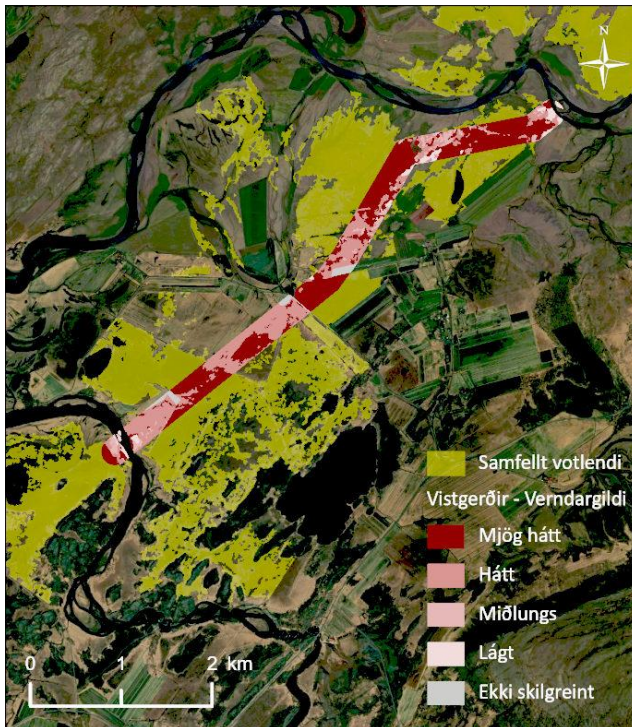 N
Samfellt votlendi
Vistgerðir - Verndargildi
Mjög hátt
Hátt
Miðlungs
Lágt
Ekki skilgreint
0 1 2 km